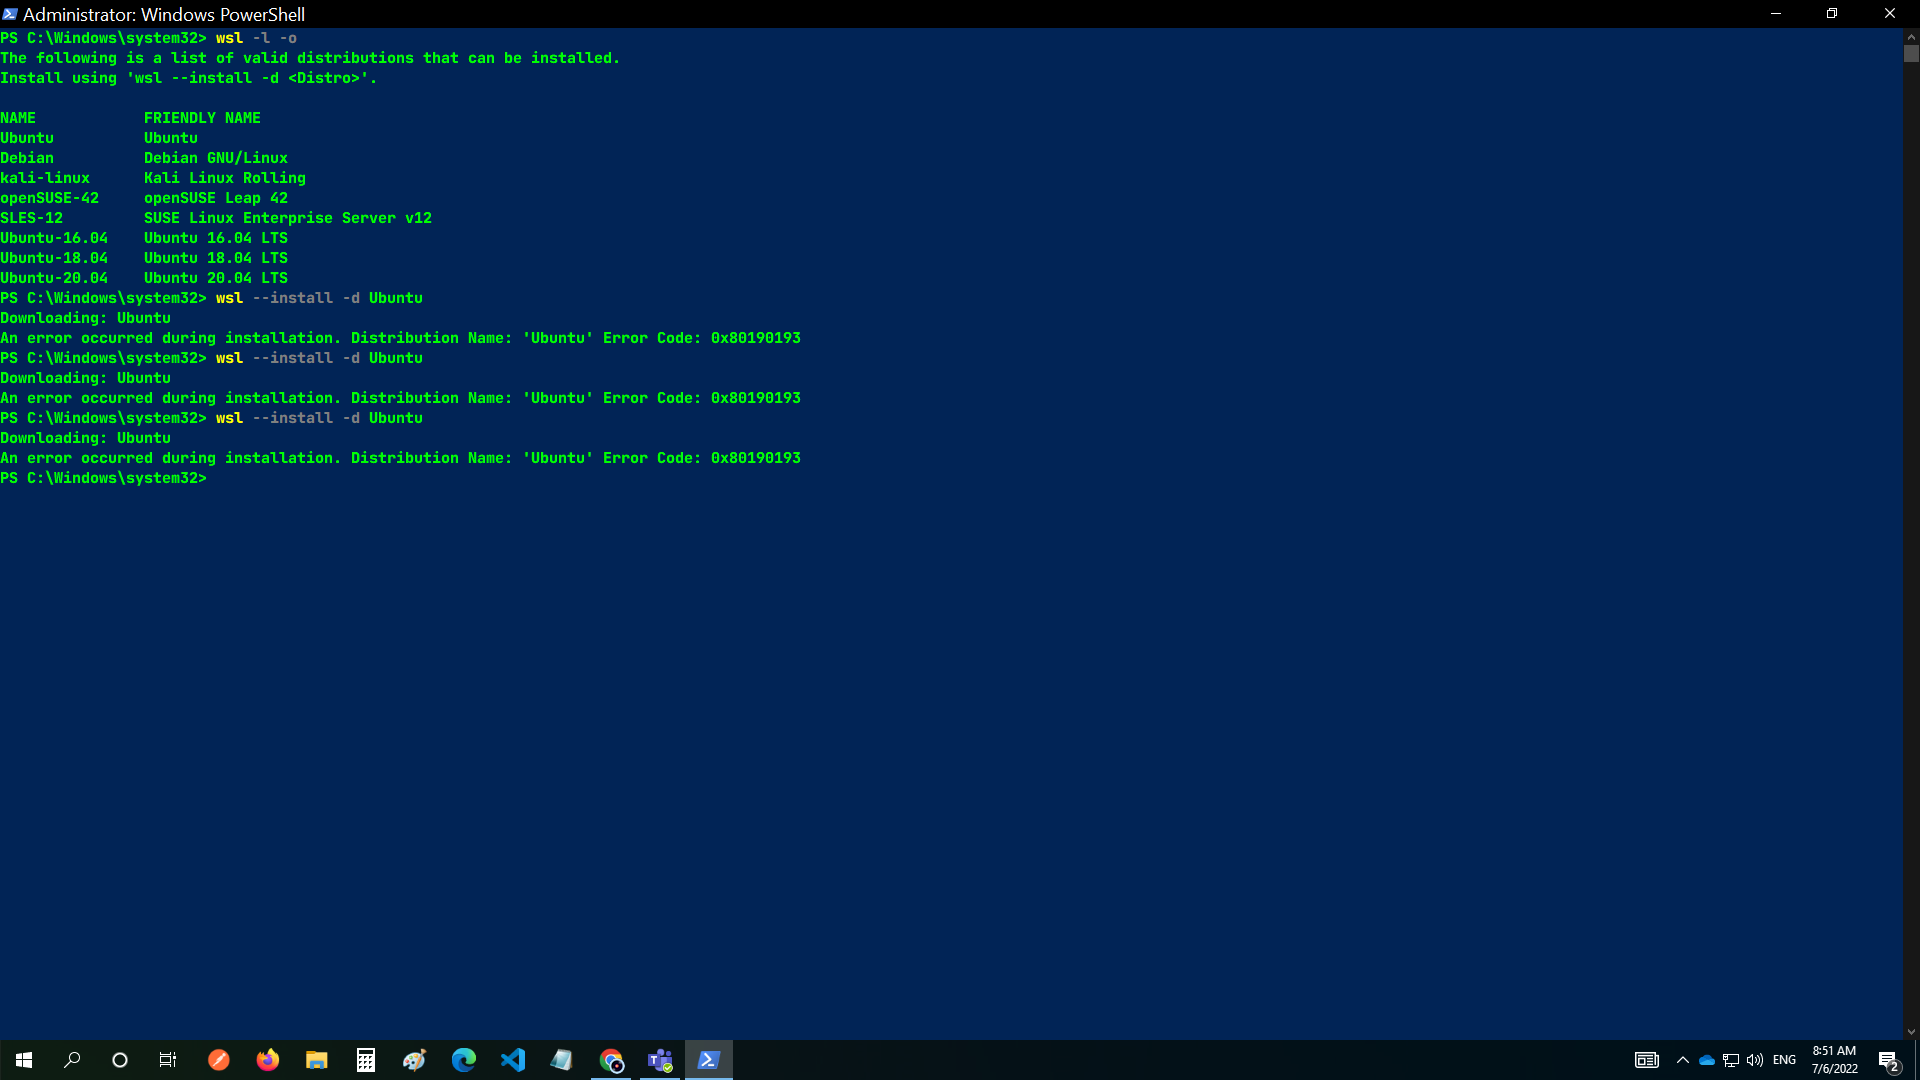 Administrator: Windows PowerShell
PS C:\Windows\system32> wsl -l -o
The following is a list of valid distributions that can be installed.
Install using 'wsl --install -d <Distro>'.
NAME FRIENDLY NAME
Ubuntu Ubuntu
Debian Debian GNU/Linux
kali-linux Kali Linux Rolling
openSUSE-42 openSUSE Leap 42
SLES-12 SUSE Linux Enterprise Server v12
Ubuntu-16.04 Ubuntu 16.04 LTS
Ubuntu-18.04 Ubuntu 18.04 LTS
Ubuntu-20.04 Ubuntu 20.04 LTS
PS C:\Windows\system32> wsl --install -d Ubuntu
Downloading: Ubuntu
An error occurred during installation. Distribution Name: 'Ubuntu' Error Code: 0x80190193
PS C:\Windows\system32> wsl --install -d Ubuntu
Downloading: Ubuntu
An error occurred during installation. Distribution Name: 'Ubuntu' Error Code: 0x80190193
PS C:\Windows\system32> wsl --install -d Ubuntu
Downloading: Ubuntu
An error occurred during installation. Distribution Name: 'Ubuntu' Error Code: 0x80190193
PS C:\Windows\system32>
ENG
8:51 AM
7/6/2022
2